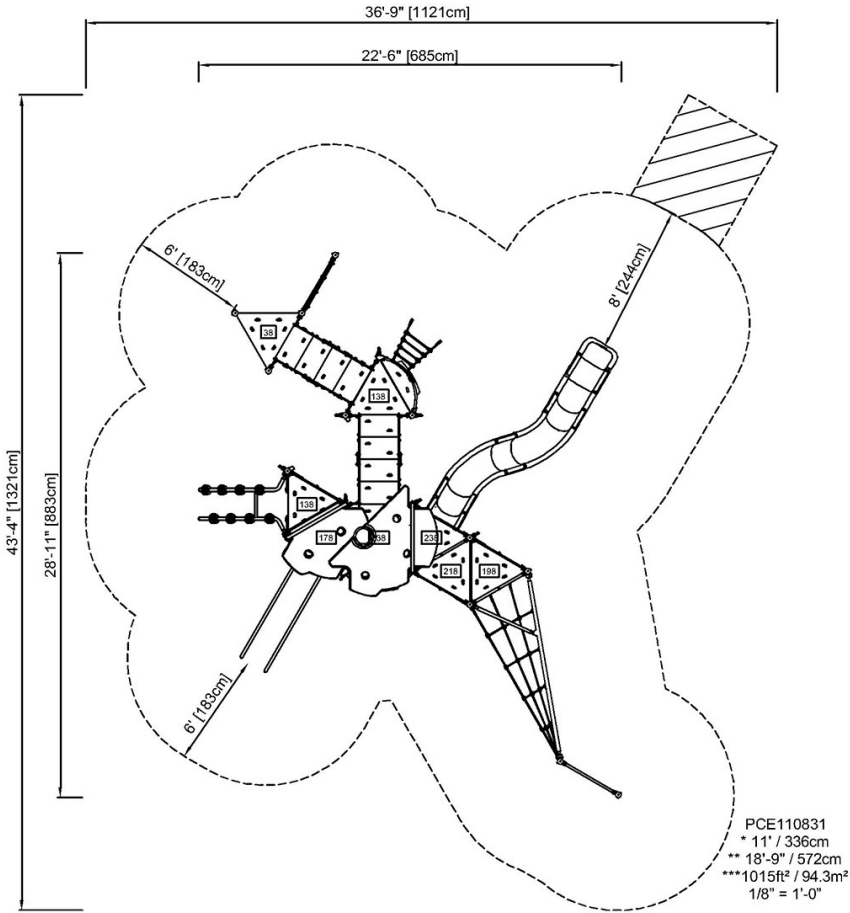 36'-9" [1121cm]
22'-6" [685cm]
6' [183cm]
8' [244cm]
38
138
43'-4" [1321cm]
28'-11" [883cm]
138
178
238
218
198
6' [183cm]
PCE110831
* 11' / 336cm
** 18'-9" / 572cm
***1015ft² / 94.3m²
1/8" = 1'-0"